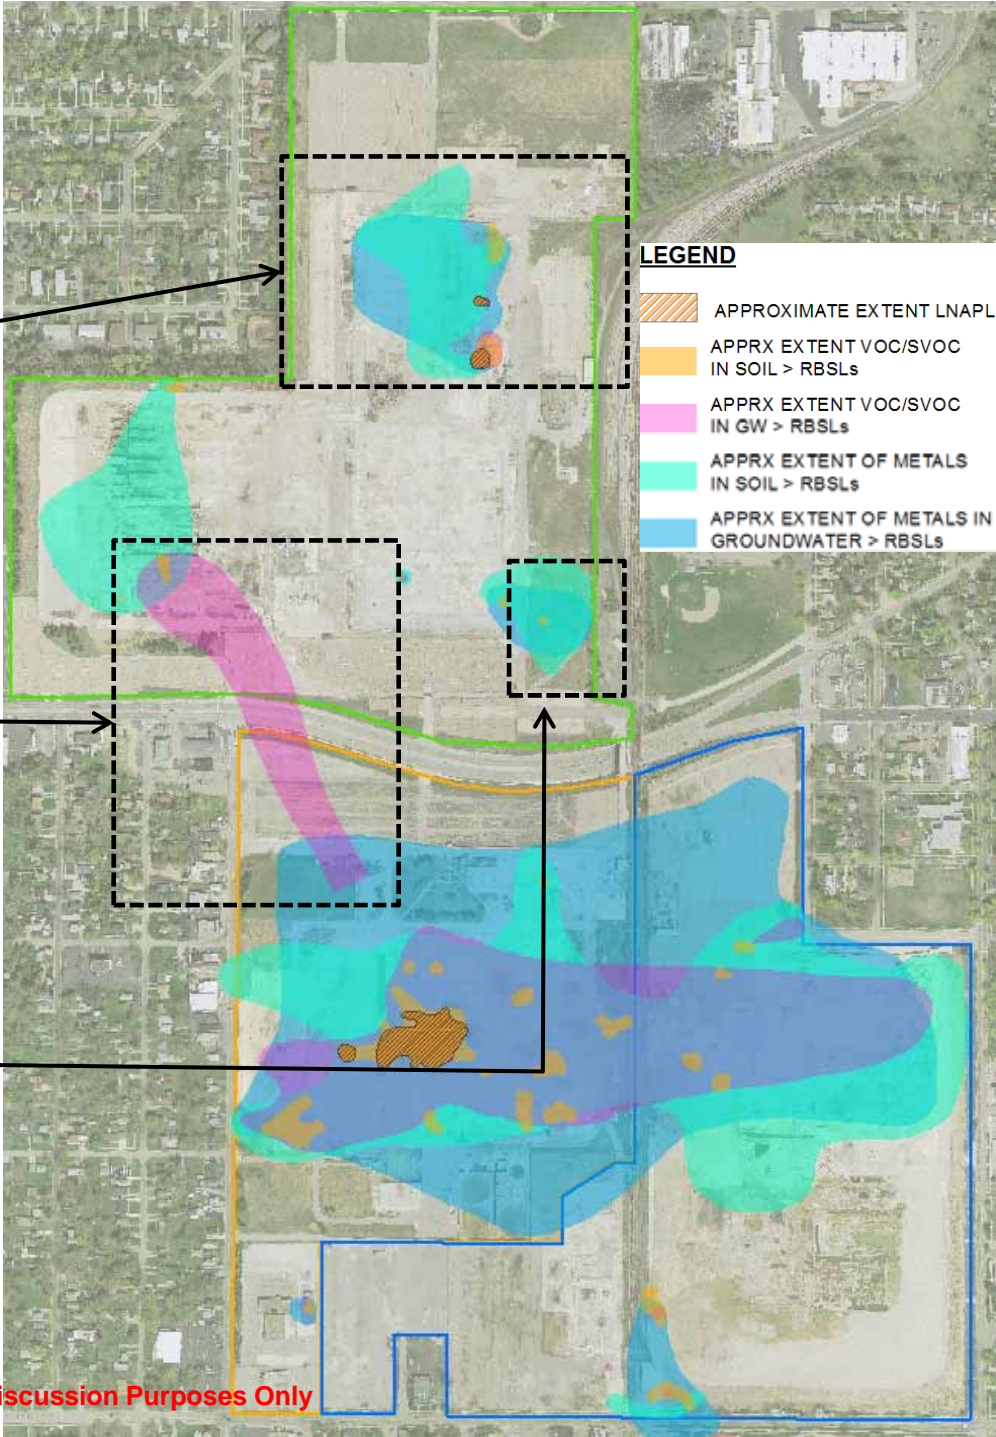 LEGEND
APPROXIMATE EXTENT LNAPL
APPRX EXTENT VOC/SVOC
IN SOIL > RBSLs
APPRX EXTENT VOC/SVOC
IN GW > RBSLs
APPRX EXTENT OF METALS
IN SOIL > RBSLs
APPRX EXTENT OF METALS IN
GROUNDWATER > RBSLs
iscussion Purposes Only